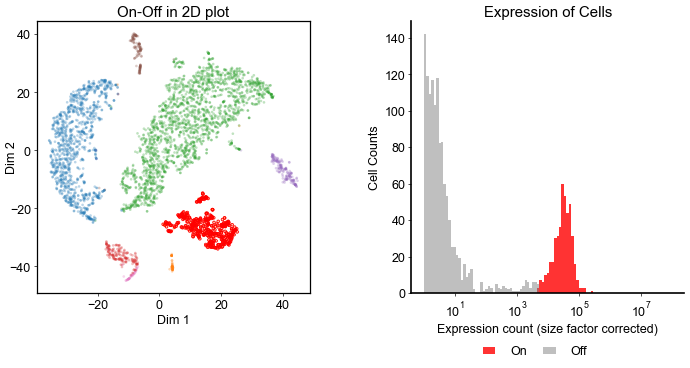 On-Off in 2D plot
40
20
0
−20
−40
Dim 2
−20 0 20 40
Dim 1
Expression of Cells
140
120
100
80
60
40
20
0
Cell Counts
10^1 10^3 10^5 10^7
Expression count (size factor corrected)
On Off